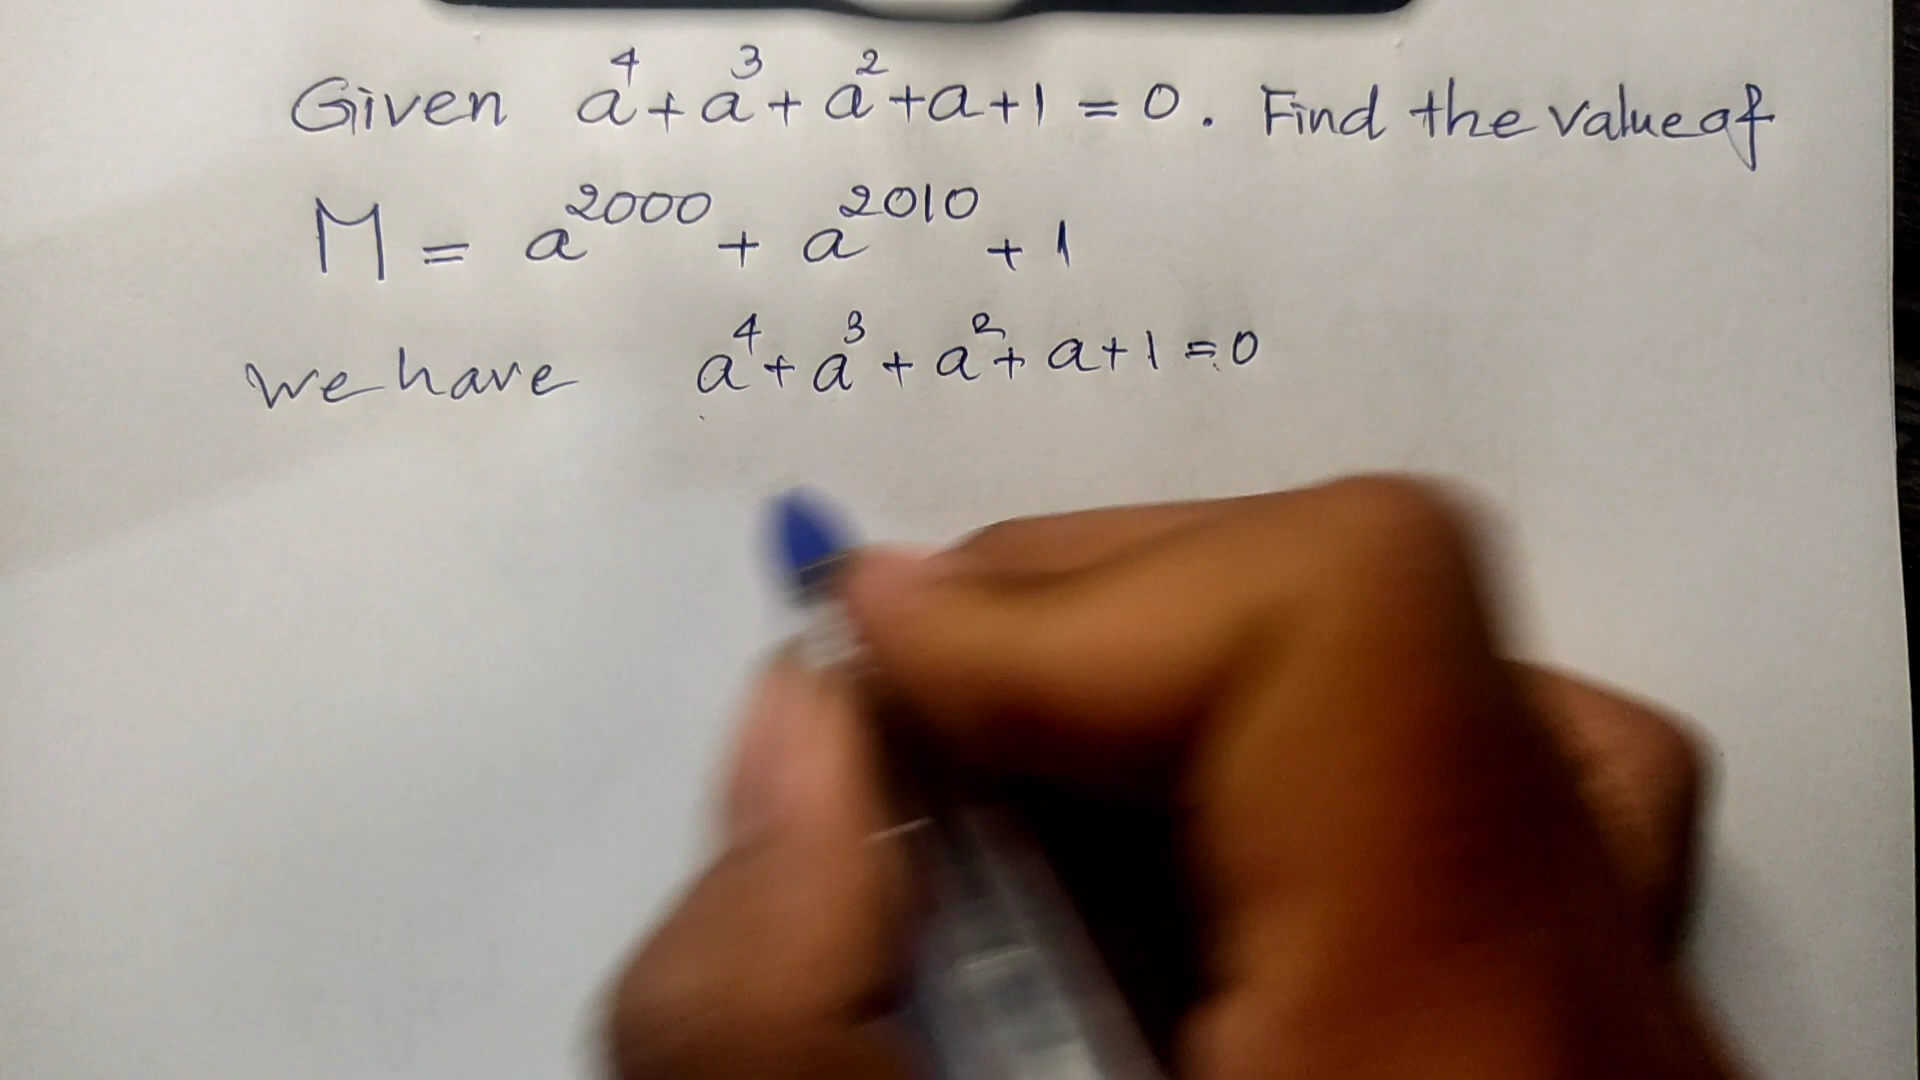 Given a⁴+a³+a²+a+1=0. Find the value of
M = a²⁰⁰⁰ + a²⁰¹⁰ + 1
We have a⁴+a³+a²+a+1=0